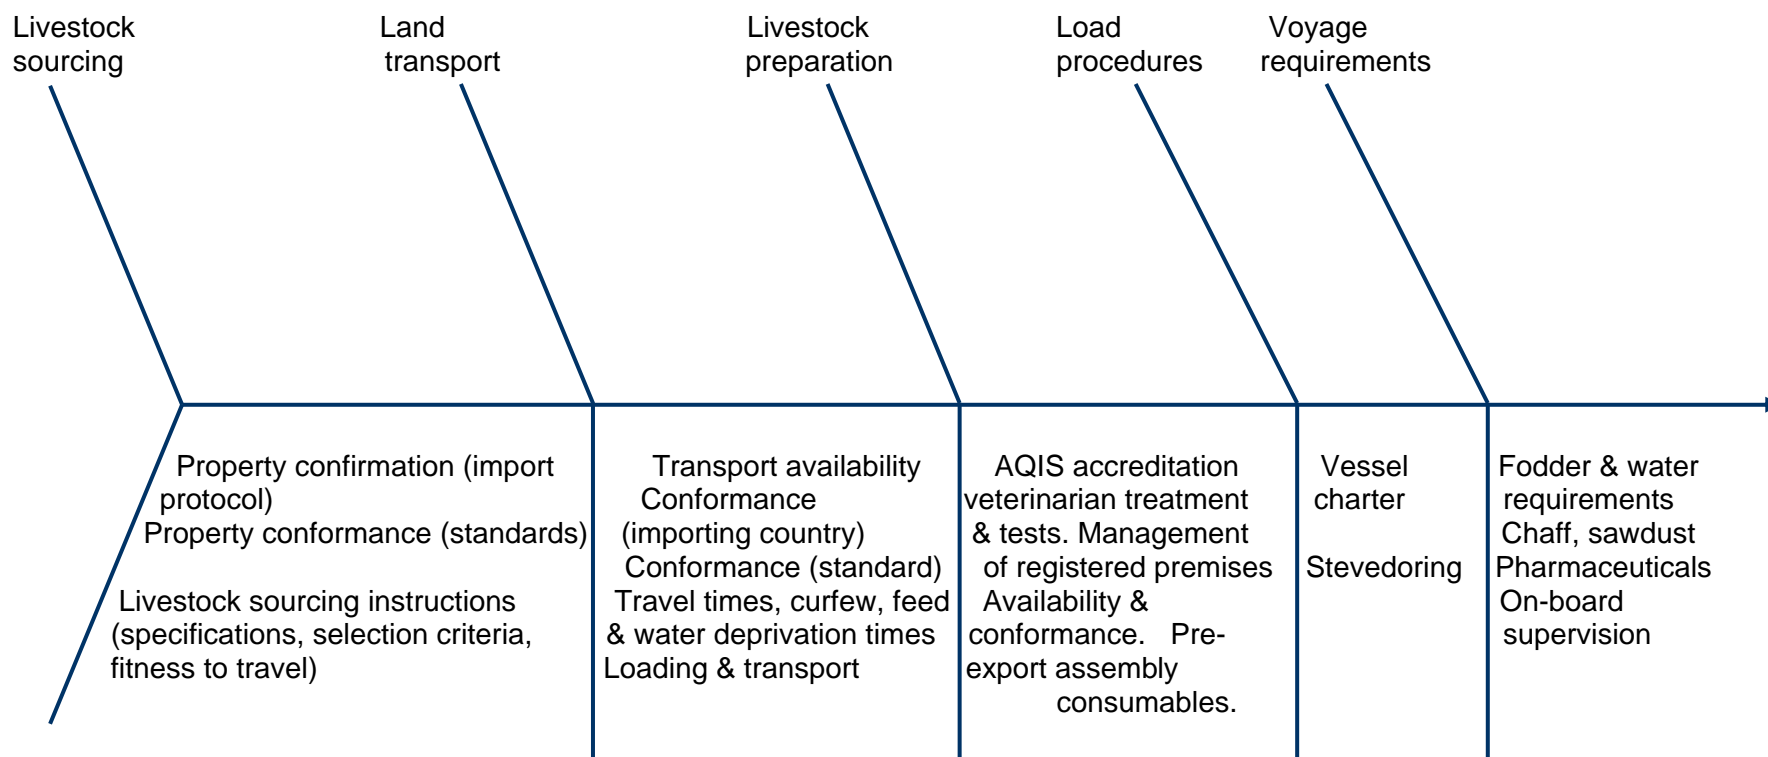 Livestock
sourcing
Land
transport
Livestock
preparation
Load
procedures
Voyage
requirements
Property confirmation (import
protocol)
Property conformance (standards)
Livestock sourcing instructions
(specifications, selection criteria,
fitness to travel)
Transport availability
Conformance
(importing country)
Conformance (standard)
Travel times, curfew, feed
& water deprivation times
Loading & transport
AQIS accreditation
veterinarian treatment
& tests. Management
of registered premises
Availability &
conformance. Pre-
export assembly
consumables.
Vessel
charter
Stevedoring
Fodder & water
requirements
Chaff, sawdust
Pharmaceuticals
On-board
supervision